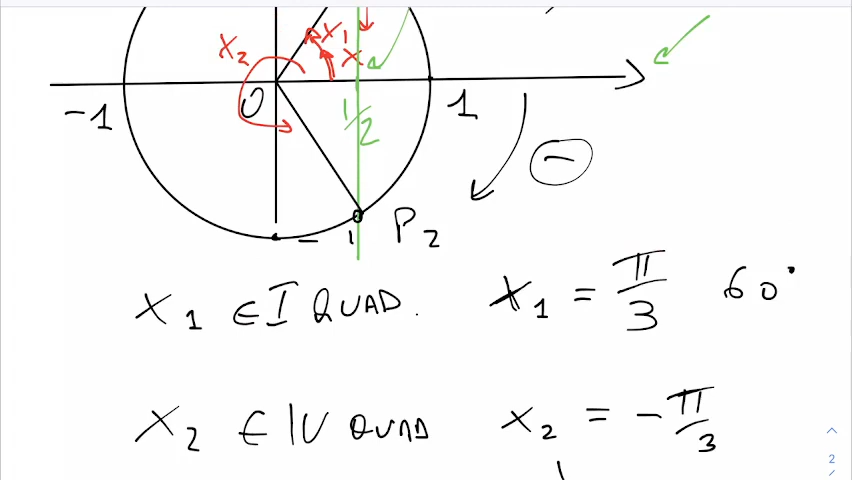 x₂ x₁ x
-1 0 1/2 1
-
-1 P₂
x₁ ∈ I QUAD. x₁ = π/3 60°
x₂ ∈ IV QUAD x₂ = -π/3
2